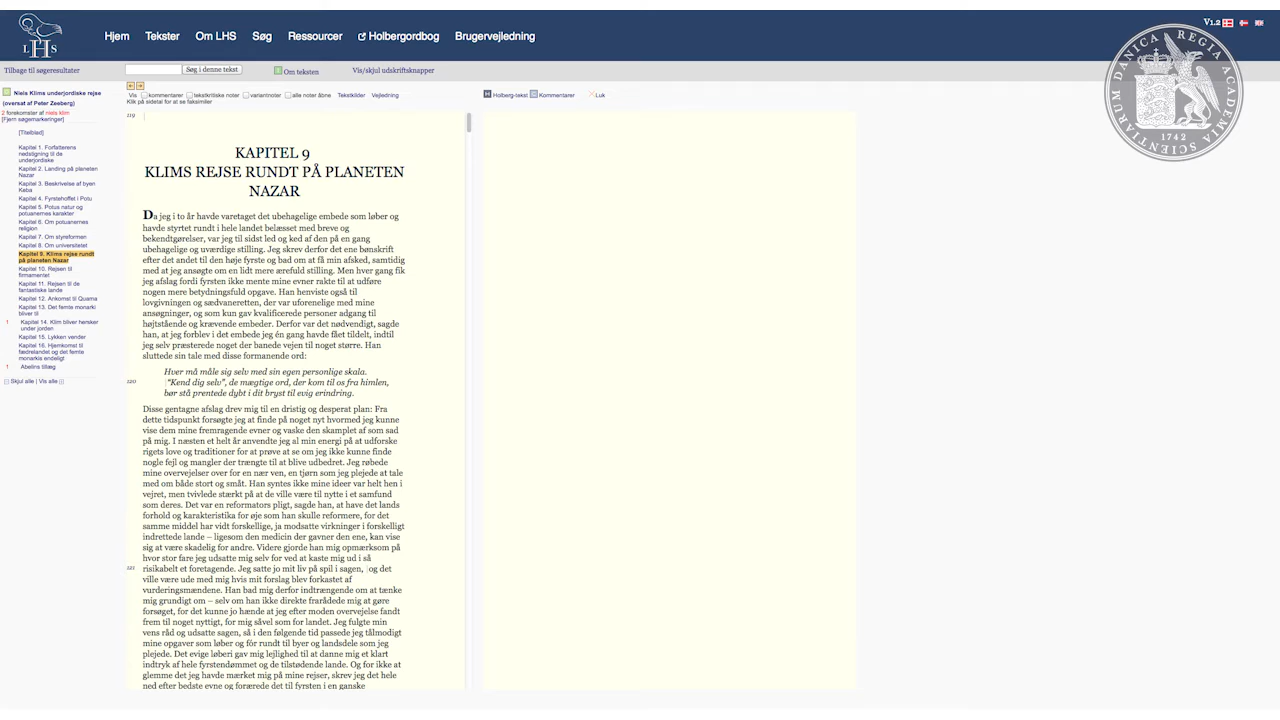 LHS
Hjem Tekster Om LHS Søg Ressourcer Holbergordbog Brugervejledning
V1.2
SCIENTIARUM DANICA REGIA ACADEMIA
1742
Tilbage til søgeresultater Søg i denne tekst Om teksten Vis/skjul udskriftsknapper
Niels Klims underjordiske rejse
(oversat af Peter Zeeberg)
2 forekomster af niels klim
[Fjern søgemarkeringer]
[Titelblad]
Kapitel 1. Forfatterens
nedstigning til de
underjordiske
Kapitel 2. Landing på planeten
Nazar
Kapitel 3. Beskrivelse af byen
Keba
Kapitel 4. Fyrstehoffet i Potu
Kapitel 5. Potus natur og
potuanernes karakter
Kapitel 6. Om potuanernes
religion
Kapitel 7. Om styreformen
Kapitel 8. Om universitetet
Kapitel 9. Klims rejse rundt
på planeten Nazar
Kapitel 10. Rejsen til
firmamentet
Kapitel 11. Rejsen til de
fantastiske lande
Kapitel 12. Ankomst til Quama
Kapitel 13. Det femte monarki
bliver til
1 Kapitel 14. Klim bliver hersker
under jorden
Kapitel 15. Lykken vender
Kapitel 16. Hjemkomst til
fædrelandet og det femte
monarkis endeligt
1 Abelins tillæg
Skjul alle | Vis alle
Vis kommentarer tekstkritiske noter variantnoter alle noter åbne Tekstkilder Vejledning
Klik på sidetal for at se faksimiler
Holberg-tekst Kommentarer Luk
119
KAPITEL 9
KLIMS REJSE RUNDT PÅ PLANETEN
NAZAR
Da jeg i to år havde varetaget det ubehagelige embede som løber og
havde styrtet rundt i hele landet belæsset med breve og
bekendtgørelser, var jeg til sidst led og ked af den på en gang
ubehagelige og uværdige stilling. Jeg skrev derfor det ene bønskrift
efter det andet til den høje fyrste og bad om at få min afsked, samtidig
med at jeg ansøgte om en lidt mere ærefuld stilling. Men hver gang fik
jeg afslag fordi fyrsten ikke mente mine evner rakte til at udføre
nogen mere betydningsfuld opgave. Han henviste også til
lovgivningen og sædvaneretten, der var uforenelige med mine
ansøgninger, og som kun gav kvalificerede personer adgang til
højtstående og krævende embeder. Derfor var det nødvendigt, sagde
han, at jeg forblev i det embede jeg én gang havde fået tildelt, indtil
jeg selv præsterede noget der banede vejen til noget større. Han
sluttede sin tale med disse formanende ord:
Hver må måle sig selv med sin egen personlige skala.
120 "Kend dig selv", de mægtige ord, der kom til os fra himlen,
bør stå prentede dybt i dit bryst til evig erindring.
Disse gentagne afslag drev mig til en dristig og desperat plan: Fra
dette tidspunkt forsøgte jeg at finde på noget nyt hvormed jeg kunne
vise dem mine fremragende evner og vaske den skamplet af som sad
på mig. I næsten et helt år anvendte jeg al min energi på at udforske
rigets love og traditioner for at prøve at se om jeg ikke kunne finde
nogle fejl og mangler der trængte til at blive udbedret. Jeg røbede
mine overvejelser over for en nær ven, en tjørn som jeg plejede at tale
med om både stort og småt. Han syntes ikke mine ideer var helt hen i
vejret, men tvivlede stærkt på at de ville være til nytte i et samfund
som deres. Det var en reformators pligt, sagde han, at have det lands
forhold og karakteristika for øje som han skulle reformere, for det
samme middel har vidt forskellige, ja modsatte virkninger i forskelligt
indrettede lande – ligesom den medicin der gavner den ene, kan vise
sig at være skadelig for andre. Videre gjorde han mig opmærksom på
hvor stor fare jeg udsatte mig selv for ved at kaste mig ud i så
121 risikabelt et foretagende. Jeg satte jo mit liv på spil i sagen, og det
ville være ude med mig hvis mit forslag blev forkastet af
vurderingsmændene. Han bad mig derfor indtrængende om at tænke
mig grundigt om – selv om han ikke direkte frarådede mig at gøre
forsøget, for det kunne jo hænde at jeg efter moden overvejelse fandt
frem til noget nyttigt, for mig såvel som for landet. Jeg fulgte min
vens råd og udsatte sagen, så i den følgende tid passede jeg tålmodigt
mine opgaver som løber og fór rundt til byer og landsdele som jeg
plejede. Det evige løberi gav mig lejlighed til at danne mig et klart
indtryk af hele fyrstendømmet og de tilstødende lande. Og for ikke at
glemme det jeg havde mærket mig på mine rejser, skrev jeg det hele
ned efter bedste evne og forærede det til fyrsten i en ganske